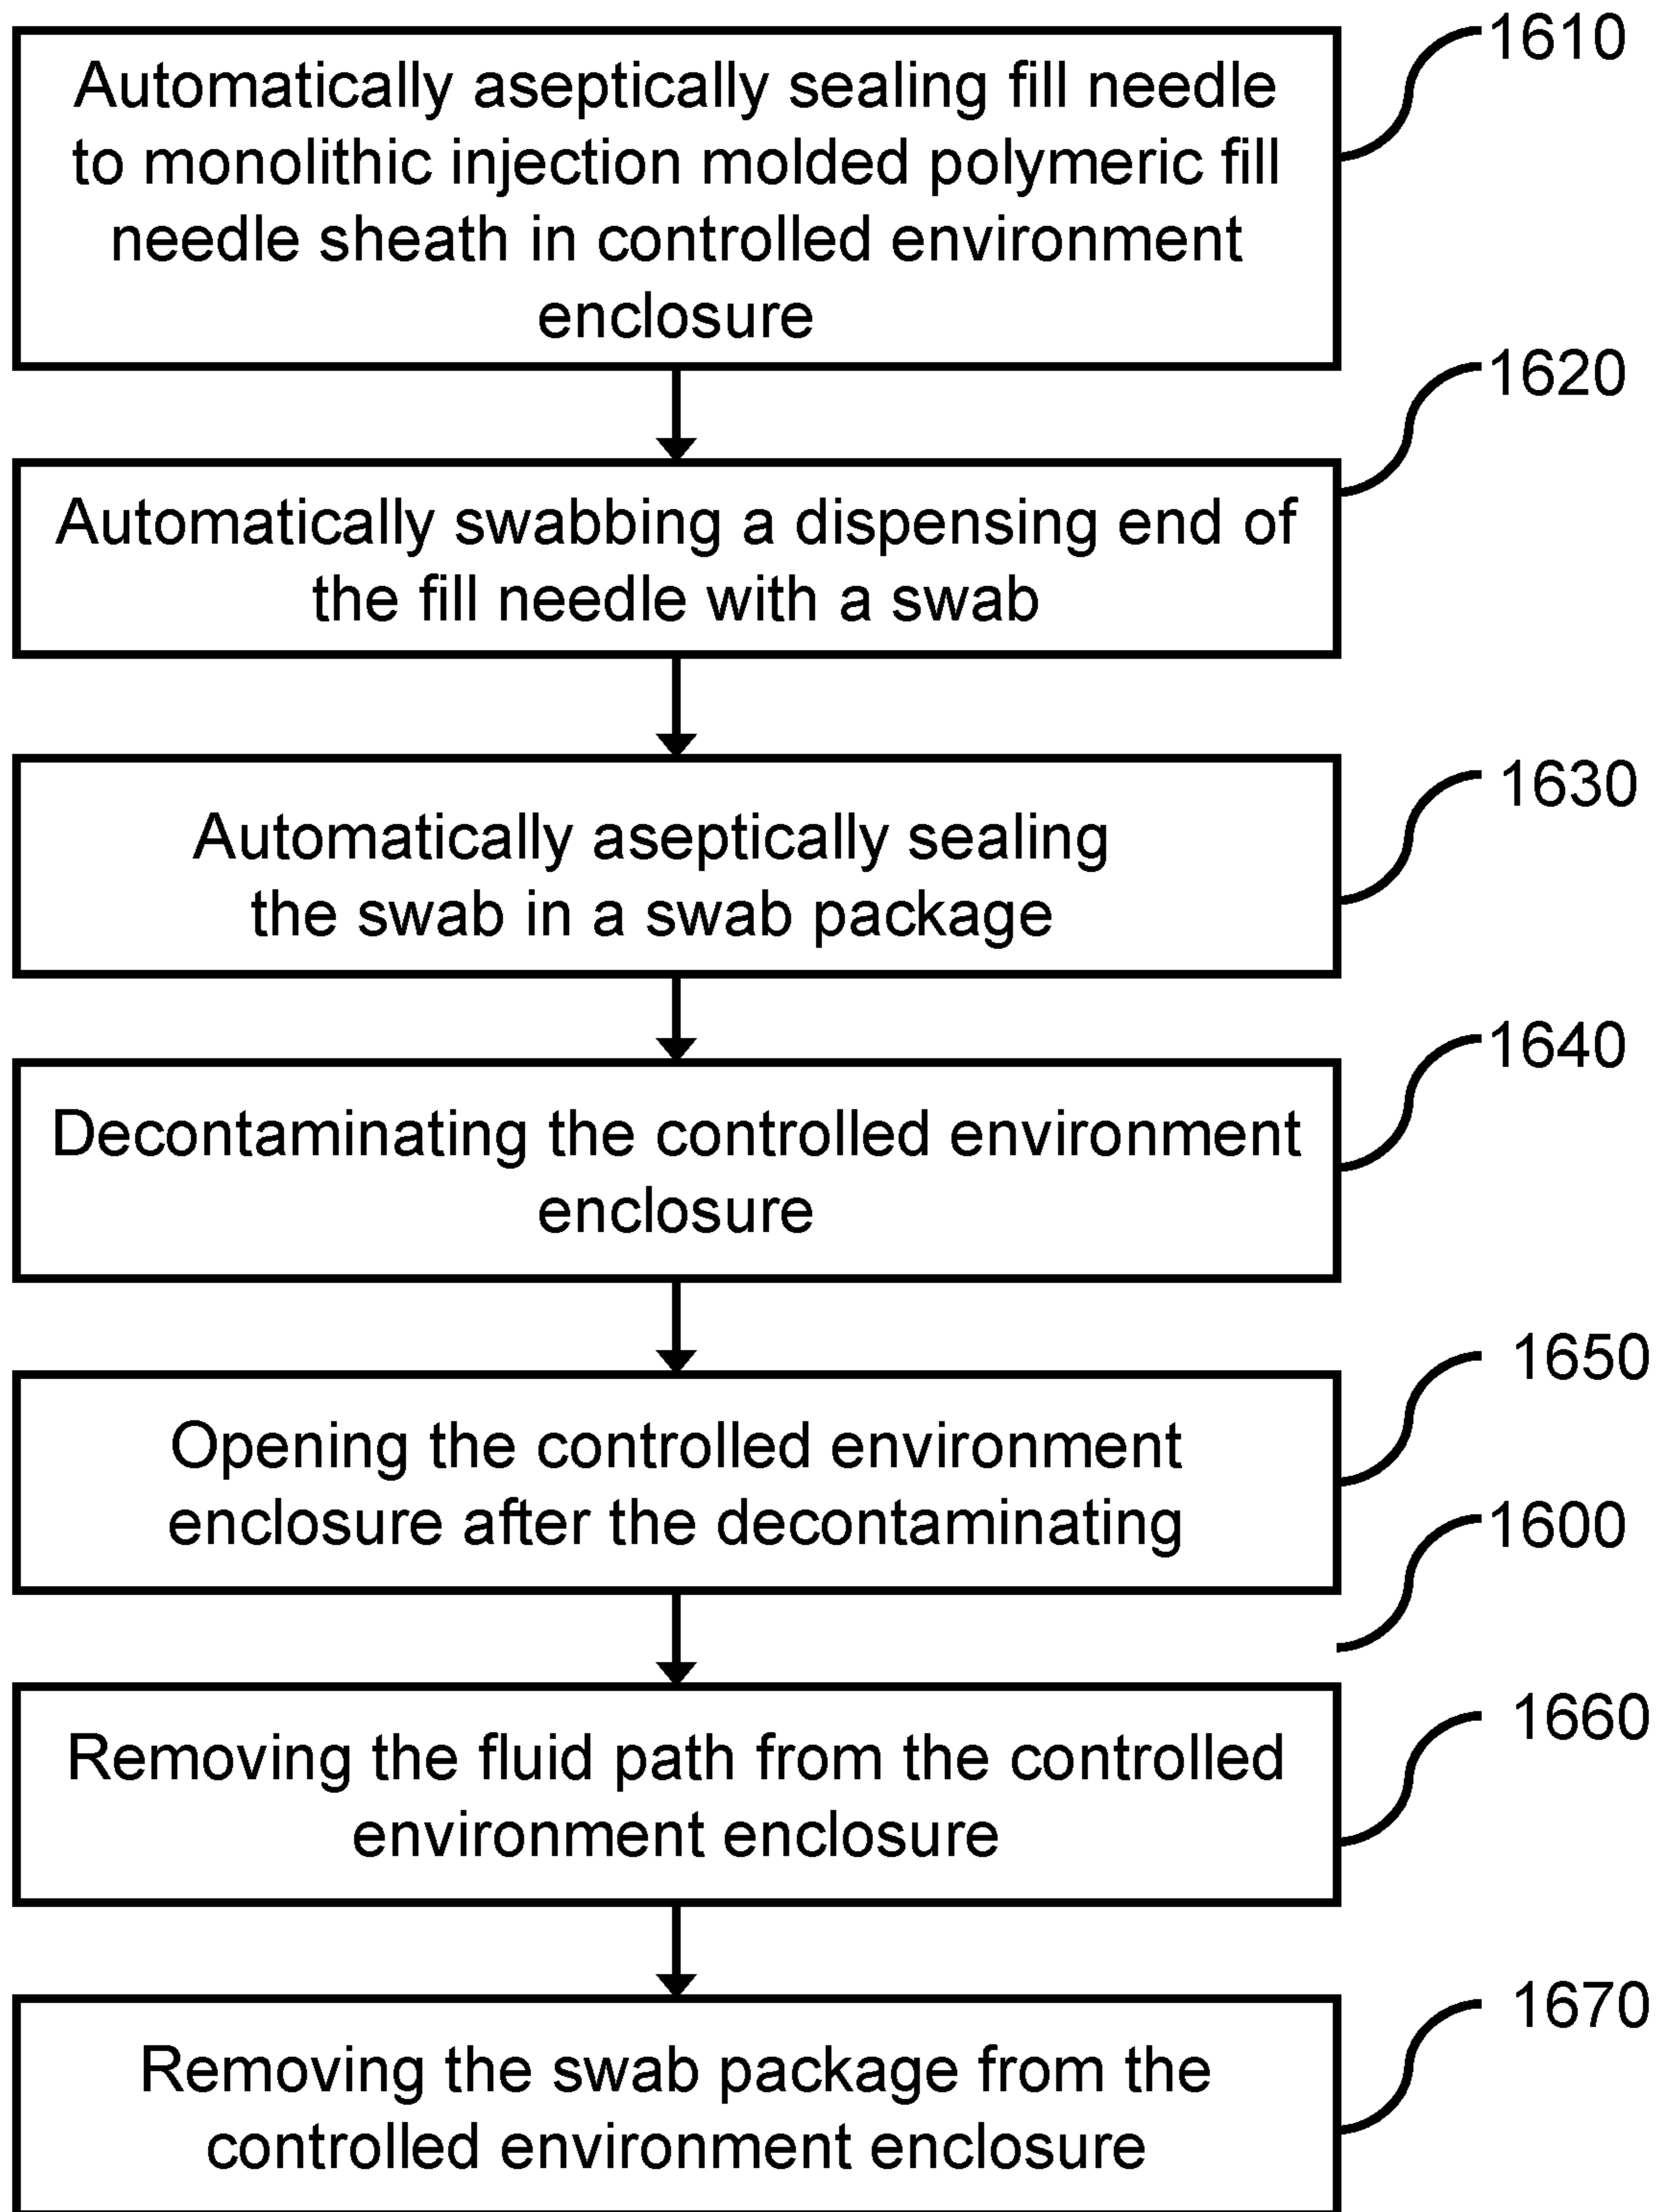 1610
Automatically aseptically sealing fill needle
to monolithic injection molded polymeric fill
needle sheath in controlled environment
enclosure
1620
Automatically swabbing a dispensing end of
the fill needle with a swab
1630
Automatically aseptically sealing
the swab in a swab package
1640
Decontaminating the controlled environment
enclosure
1650
Opening the controlled environment
enclosure after the decontaminating
1600
1660
Removing the fluid path from the controlled
environment enclosure
1670
Removing the swab package from the
controlled environment enclosure